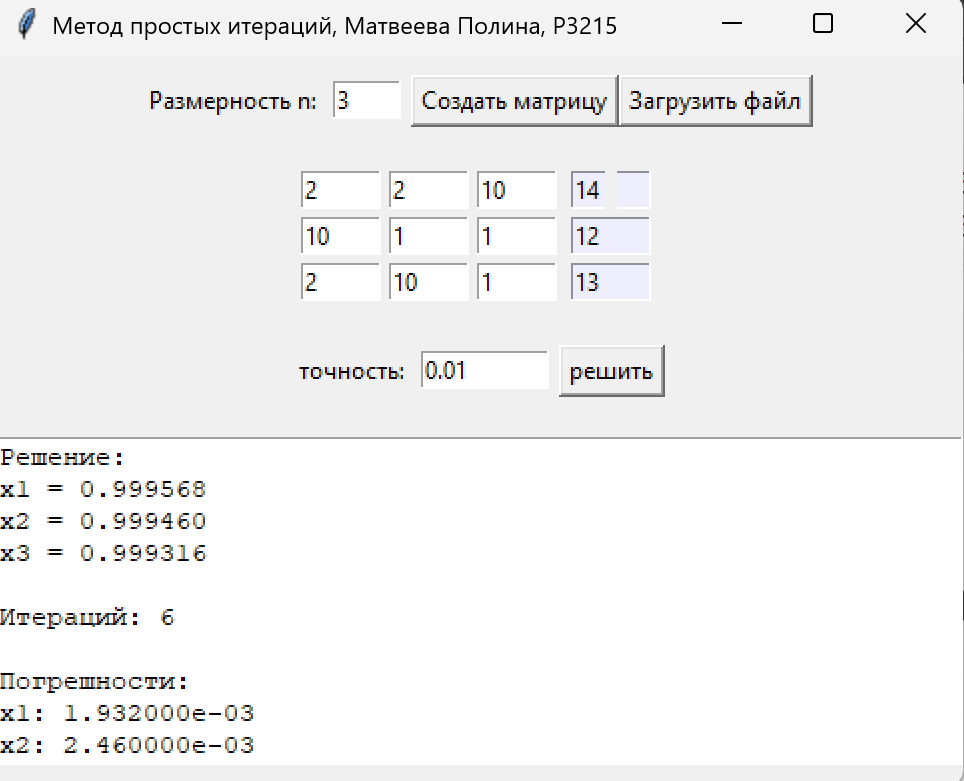 Метод простых итераций, Матвеева Полина, P3215
Размерность n: 3 Создать матрицу Загрузить файл
2 2 10 14
10 1 1 12
2 10 1 13
точность: 0.01 решить
Решение:
x1 = 0.999568
x2 = 0.999460
x3 = 0.999316
Итераций: 6
Погрешности:
x1: 1.932000e-03
x2: 2.460000e-03